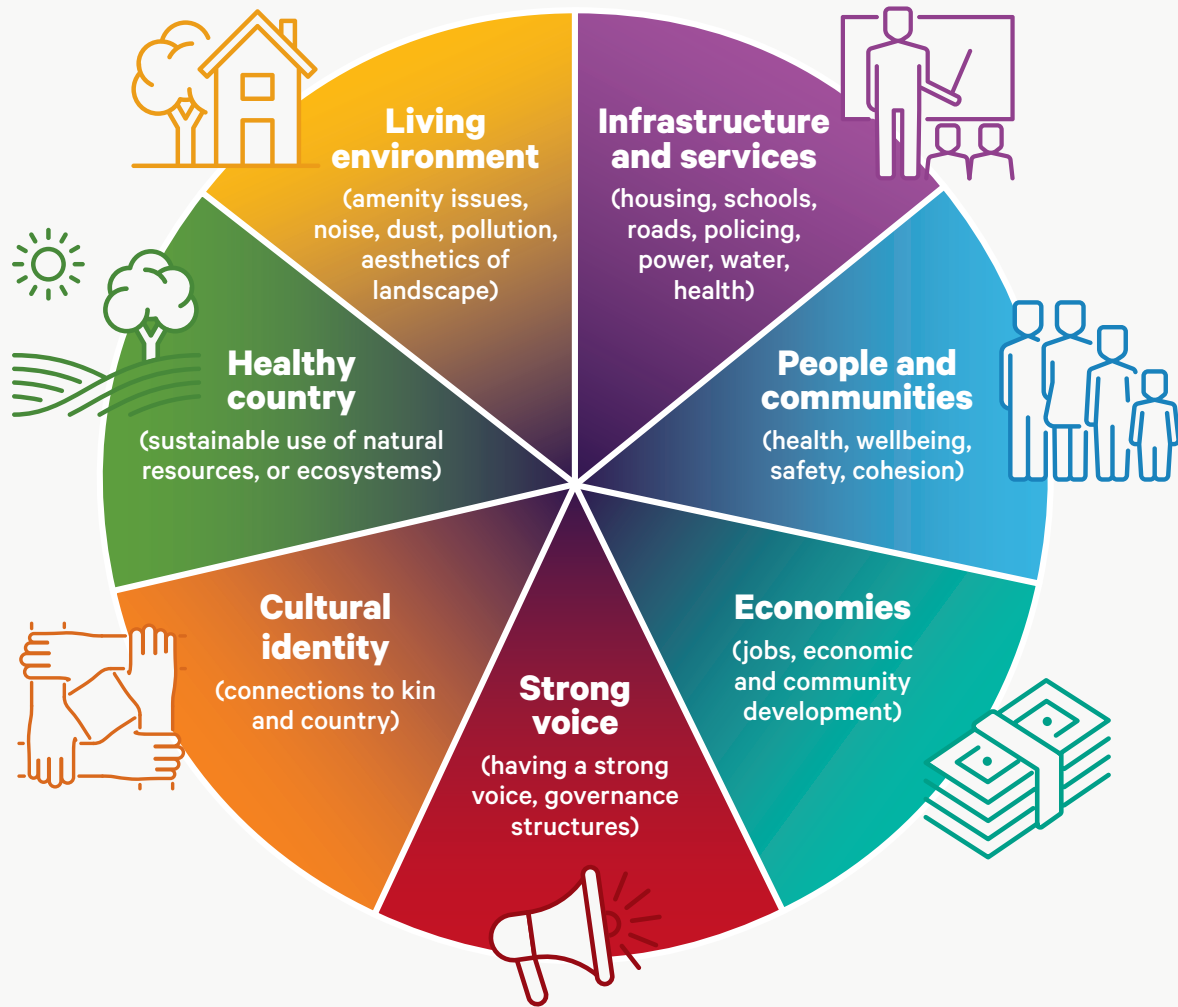 Living
environment
(amenity issues,
noise, dust, pollution,
aesthetics of
landscape)
Infrastructure
and services
(housing, schools,
roads, policing,
power, water,
health)
People and
communities
(health, wellbeing,
safety, cohesion)
Economies
(jobs, economic
and community
development)
Strong
voice
(having a strong
voice, governance
structures)
Cultural
identity
(connections to kin
and country)
Healthy
country
(sustainable use of natural
resources, or ecosystems)